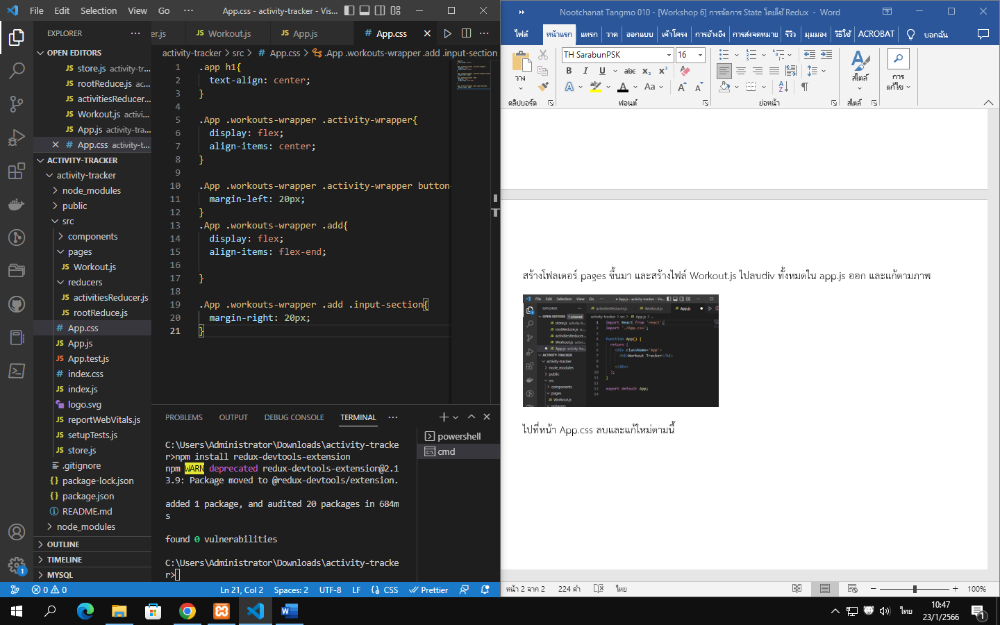 File Edit Selection View Go ··· App.css - activity-tracker - Vis...
EXPLORER ···
OPEN EDITORS
JS store.js activity-tr...
JS rootReduce.js ac...
JS activitiesReducer...
JS Workout.js activi...
JS App.js activity-tra...
# App.css activity-t...
ACTIVITY-TRACKER
activity-tracker
node_modules
public
src
components
pages
JS Workout.js
reducers
JS activitiesReducer.js
JS rootReduce.js
# App.css
JS App.js
JS App.test.js
# index.css
JS index.js
logo.svg
JS reportWebVitals.js
JS setupTests.js
JS store.js
.gitignore
{} package-lock.json
{} package.json
README.md
node_modules
OUTLINE
TIMELINE
MYSQL
er.js JS Workout.js JS App.js # App.css
activity-tracker > src > # App.css > .App .workouts-wrapper .add .input-section
1 .app h1{
2 text-align: center;
3 }
4
5 .App .workouts-wrapper .activity-wrapper{
6 display: flex;
7 align-items: center;
8 }
9
10 .App .workouts-wrapper .activity-wrapper button
11 margin-left: 20px;
12 }
13 .App .workouts-wrapper .add{
14 display: flex;
15 align-items: flex-end;
16
17 }
18
19 .App .workouts-wrapper .add .input-section{
20 margin-right: 20px;
21 }
PROBLEMS OUTPUT DEBUG CONSOLE TERMINAL ···
C:\Users\Administrator\Downloads\activity-tracke
r>npm install redux-devtools-extension
npm WARN deprecated redux-devtools-extension@2.1
3.9: Package moved to @redux-devtools/extension.
added 1 package, and audited 20 packages in 684m
s
found 0 vulnerabilities
C:\Users\Administrator\Downloads\activity-tracke
r>
powershell
cmd
0 0 Ln 21, Col 2 Spaces: 2 UTF-8 LF {} CSS Prettier
Nootchanat Tangmo 010 - [Workshop 6] การจัดการ State โดยใช้ Redux - Word
ไฟล์ หน้าแรก แทรก วาด ออกแบบ เค้าโครง การอ้างอิง การส่งจดหมาย รีวิว มุมมอง วิธีใช้ ACROBAT บอกฉัน
วาง
คลิปบอร์ด
TH SarabunPSK 16
B I U abc x₂ x²
A ab A Aa A A
ฟอนต์
ย่อหน้า
สไตล์
สไตล์
การ
แก้ไข
สร้างโฟลเดอร์ pages ขึ้นมา และสร้างไฟล์ Workout.js ไปลบdiv ทั้งหมดใน app.js ออก และแก้ตามภาพ
File Edit Selection View Go ··· App.js - activity-tracker - Vis...
EXPLORER
OPEN EDITORS 1 unsaved
JS store.js activity-tr...
JS rootReduce.js ac...
JS activitiesReducer...
JS Workout.js activi...
JS App.js activity-tra...
ACTIVITY-TRACKER
activity-tracker
node_modules
public
src
components
pages
JS Workout.js
reducers
activitiesReducer.js Workout.js App.js
activity-tracker > src > JS App.js > ...
1 import React from 'react';
2 import './App.css';
3
4 function App() {
5 return (
6 <div className='App'>
7 <h1>Workout Tracker</h1>
8
9 </div>
10 );
11 }
12
13 export default App;
14
ไปที่หน้า App.css ลบและแก้ใหม่ตามนี้
หน้า 2 จาก 2 224 คำ ไทย 100%
ไทย 10:47
23/1/2566
1